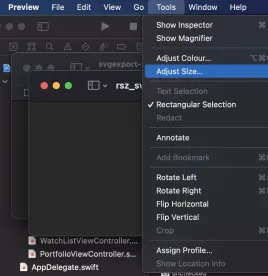 Preview File Edit View Go Tools Window Help
Show Inspector
Show Magnifier
svgexport-
Adjust Colour...
Adjust Size...
rsz_sv
Text Selection
✓ Rectangular Selection
Redact
Annotate
Add Bookmark
Rotate Left
Rotate Right
Flip Horizontal
Flip Vertical
WatchListViewController....
Crop
PortfolioViewController.s...
Assign Profile...
AppDelegate.swift
Show Location Info
unchecked